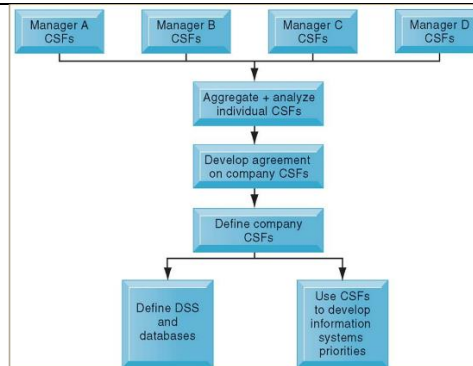 Manager A
CSFs
Manager B
CSFs
Manager C
CSFs
Manager D
CSFs
Aggregate + analyze
individual CSFs
Develop agreement
on company CSFs
Define company
CSFs
Define DSS
and
databases
Use CSFs
to develop
information
systems
priorities